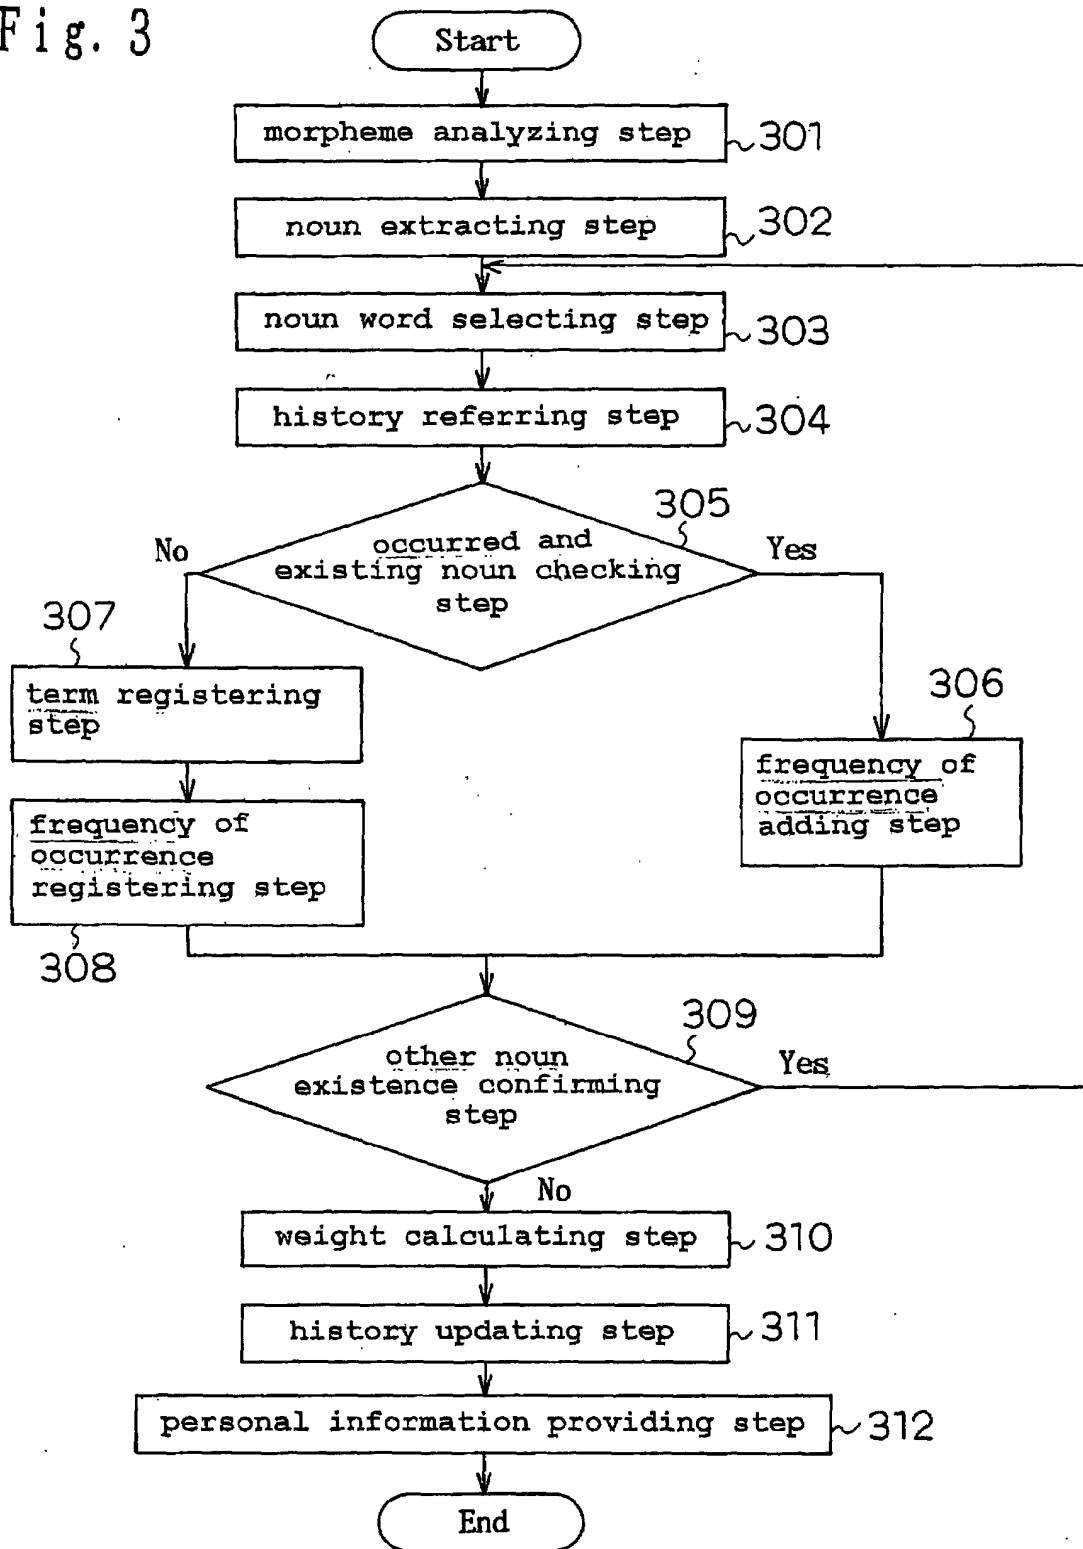 Fig. 3
Start
morpheme analyzing step
301
noun extracting step
302
noun word selecting step
303
history referring step
304
305
occurred and
existing noun checking
step
No
Yes
307
term registering
step
306
frequency of
occurrence
adding step
frequency of
occurrence
registering step
308
309
other noun
existence confirming
step
Yes
No
weight calculating step
310
history updating step
311
personal information providing step
312
End